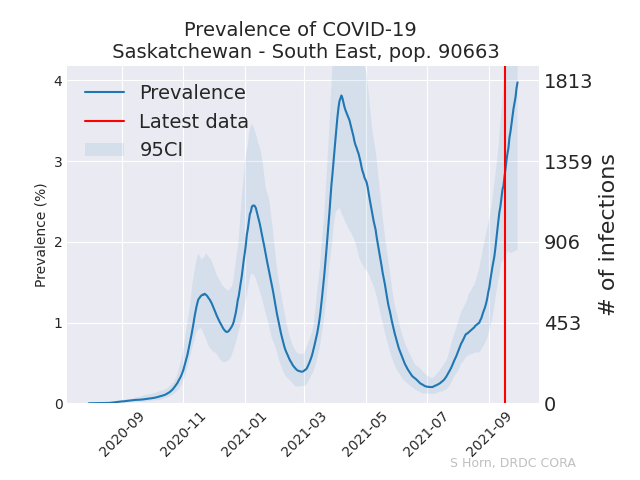 Prevalence of COVID-19
Saskatchewan - South East, pop. 90663
Prevalence
Latest data
95CI
Prevalence (%)
4
3
2
1
0
1813
1359
906
453
0
# of infections
2020-09
2020-11
2021-01
2021-03
2021-05
2021-07
2021-09
S Horn, DRDC CORA